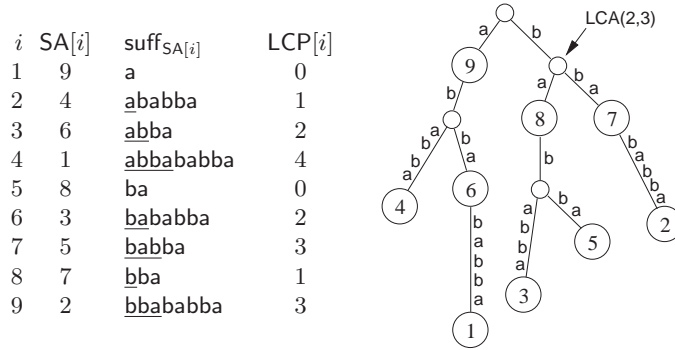 i SA[i] suff_SA[i] LCP[i]
1 9 a 0
2 4 ababba 1
3 6 abba 2
4 1 abbababba 4
5 8 ba 0
6 3 bababba 2
7 5 babba 3
8 7 bba 1
9 2 bbababba 3
LCA(2,3)
a b
9
b a b a
8 7
a b b a b a b b a b
4 6
b a b b a
a b b a b a
5 2
3
1